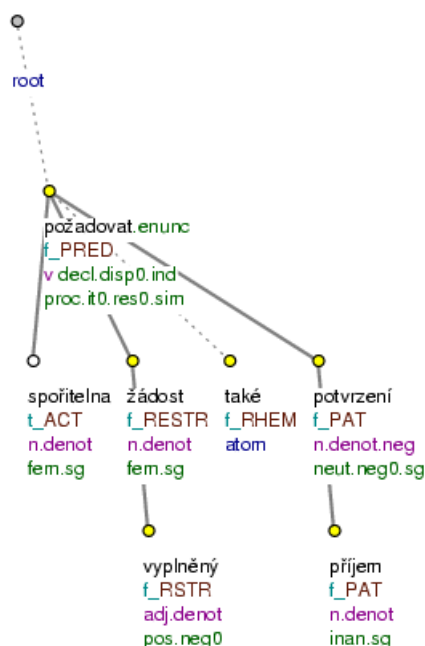 root
požadovat.enunc
f_PRED
v decl.disp0.ind
proc.it0.res0.sim
spořitelna
t_ACT
n.denot
fem.sg
žádost
f_RESTR
n.denot
fem.sg
také
f_RHEM
atom
potvrzení
f_PAT
n.denot.neg
neut.neg0.sg
vyplněný
f_RSTR
adj.denot
pos.neg0
příjem
f_PAT
n.denot
inan.sg